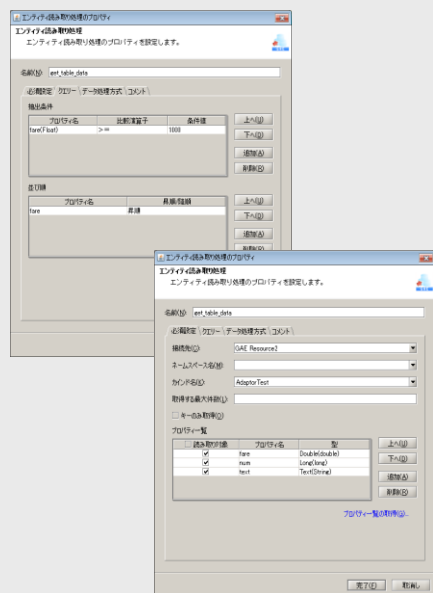 エンティティ読み取り処理のプロパティ
エンティティ読み取り処理
エンティティ読み取り処理のプロパティを設定します。
名前(N) get_table_data
必須設定 クエリー データ処理方式 コメント
抽出条件
プロパティ名 比較演算子 条件値
fare(Float) >= 1000
上へ(U)
下へ(J)
追加(A)
削除(R)
並び順
プロパティ名 昇順/降順
fare 昇順
上へ(U)
下へ(J)
追加(A)
削除(R)
エンティティ読み取り処理のプロパティ
エンティティ読み取り処理
エンティティ読み取り処理のプロパティを設定します。
名前(N) get_table_data
必須設定 クエリー データ処理方式 コメント
接続先(C) GAE Resource2
ネームスペース名(M)
カインド名(K) AdaptorTest
取得する最大件数(L)
キーのみ取得(O)
プロパティ一覧
読み取り対象 プロパティ名 型
fare Double(double)
num Long(long)
text Text(String)
上へ(U)
下へ(D)
追加(A)
削除(R)
プロパティ一覧の取得(G)...
完了(F) 取消し